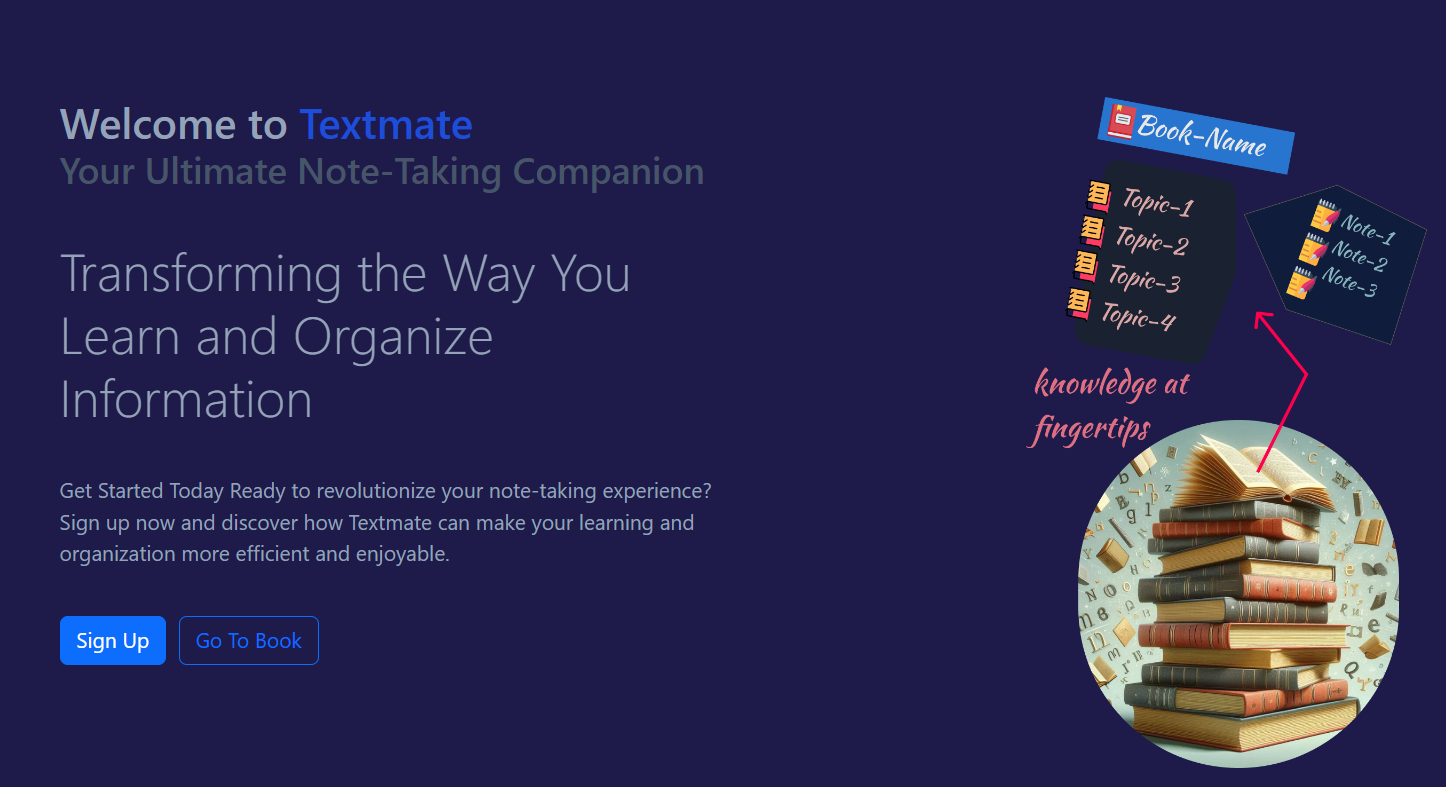 Welcome to Textmate
Your Ultimate Note-Taking Companion
Transforming the Way You
Learn and Organize
Information
Get Started Today Ready to revolutionize your note-taking experience?
Sign up now and discover how Textmate can make your learning and
organization more efficient and enjoyable.
Sign Up
Go To Book
Book-Name
Topic-1
Topic-2
Topic-3
Topic-4
Note-1
Note-2
Note-3
knowledge at
fingertips